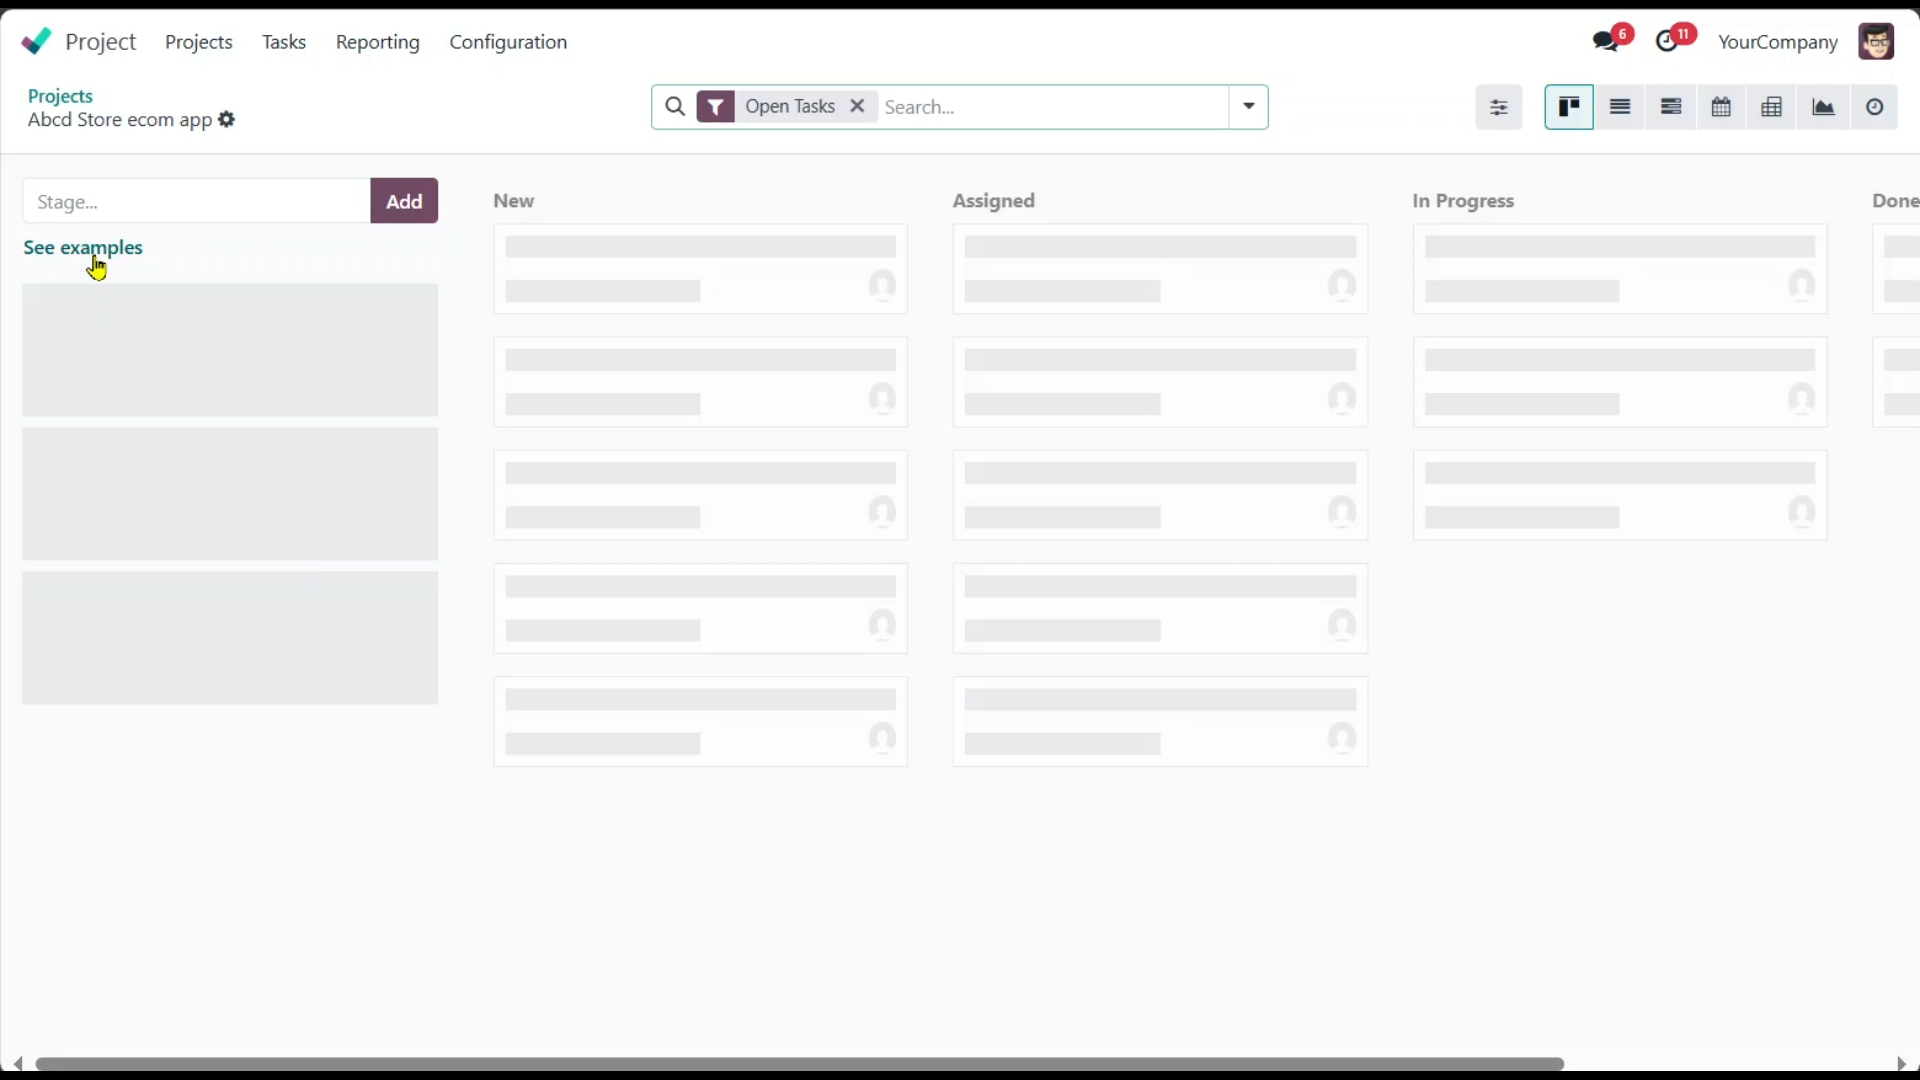 Project Projects Tasks Reporting Configuration 6 11 YourCompany
Projects
Abcd Store ecom app
Open Tasks Search...
Stage... Add New Assigned In Progress Done
See examples